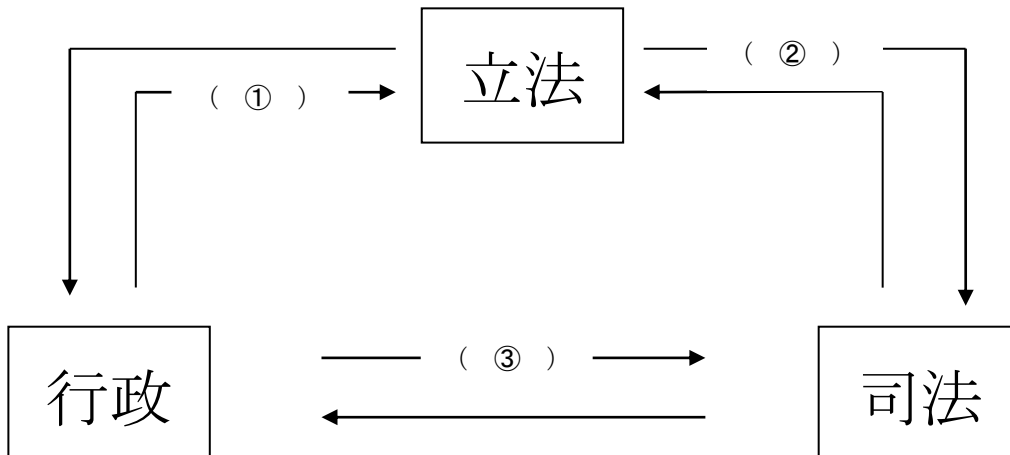 立法
( ② )
( ① )
行政
( ③ )
司法